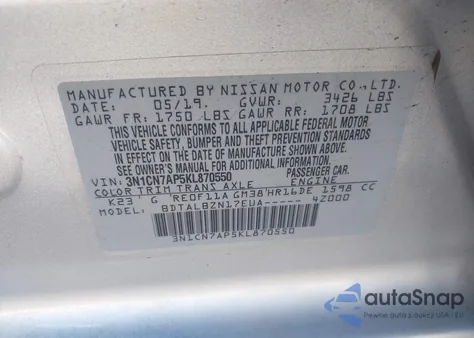 MANUFACTURED BY NISSAN MOTOR CO., LTD.
DATE: 05/19. GVWR: 3426 LBS
GAWR FR: 1750 LBS GAWR RR: 1708 LBS
THIS VEHICLE CONFORMS TO ALL APPLICABLE FEDERAL MOTOR
VEHICLE SAFETY, BUMPER, AND THEFT PREVENTION STANDARDS
IN EFFECT ON THE DATE OF MANUFACTURE SHOWN ABOVE.
SEE OWNER'S MANUAL FOR ADDITIONAL INFORMATION.
VIN: 3N1CN7AP5KL870550 PASSENGER CAR.
COLOR TRIM TRANS AXLE ENGINE
K23 G RE0F11A GM38 HR16DE 1598 CC
MODEL: BDTALBZN17EUA-- 4Z000
3N1CN7AP5KL870550
autoSnap